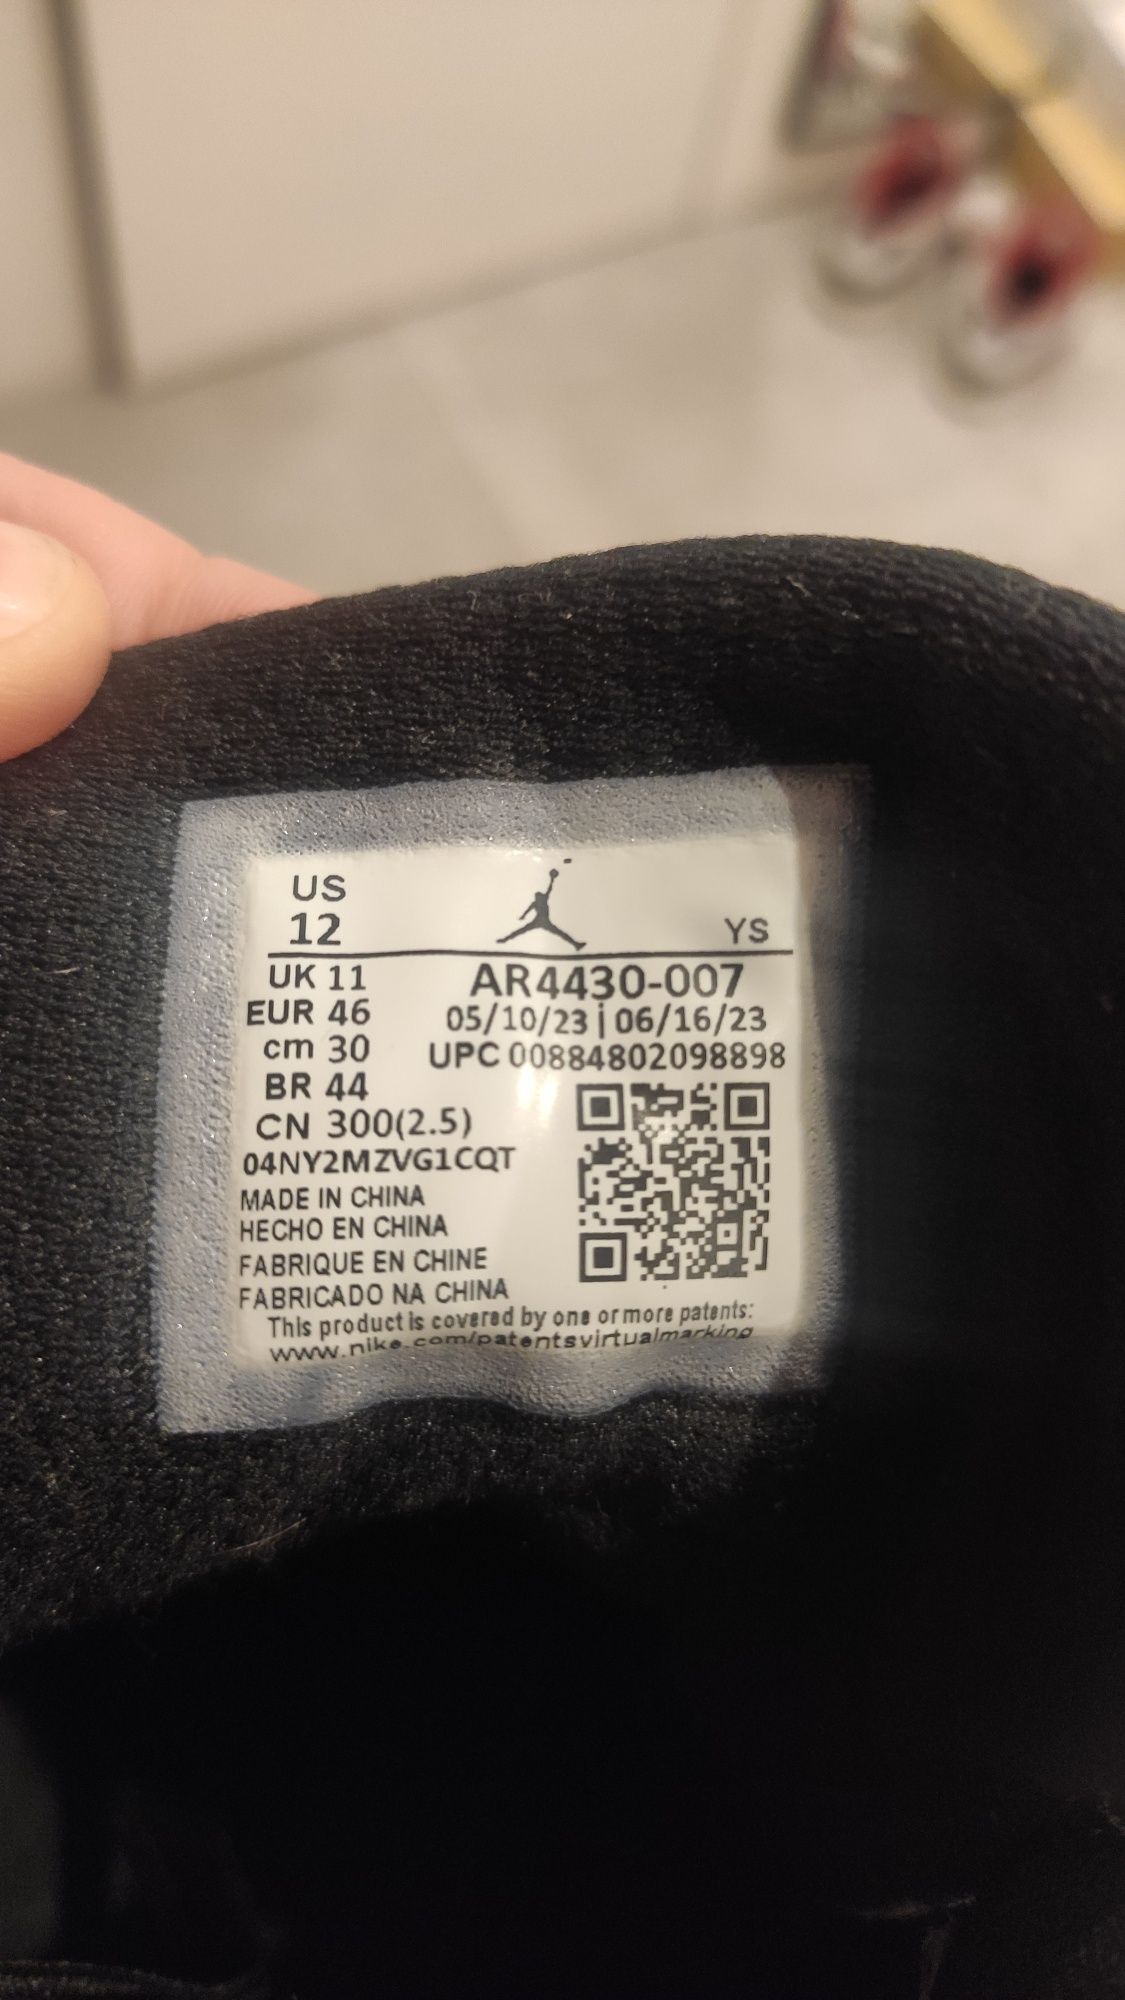 US
12
YS
UK 11
AR4430-007
EUR 46
05/10/23 | 06/16/23
cm 30
UPC 00884802098898
BR 44
CN 300(2.5)
04NY2MZVG1CQT
MADE IN CHINA
HECHO EN CHINA
FABRIQUE EN CHINE
FABRICADO NA CHINA
This product is covered by one or more patents:
www.nike.com/patentsvirtualmarking